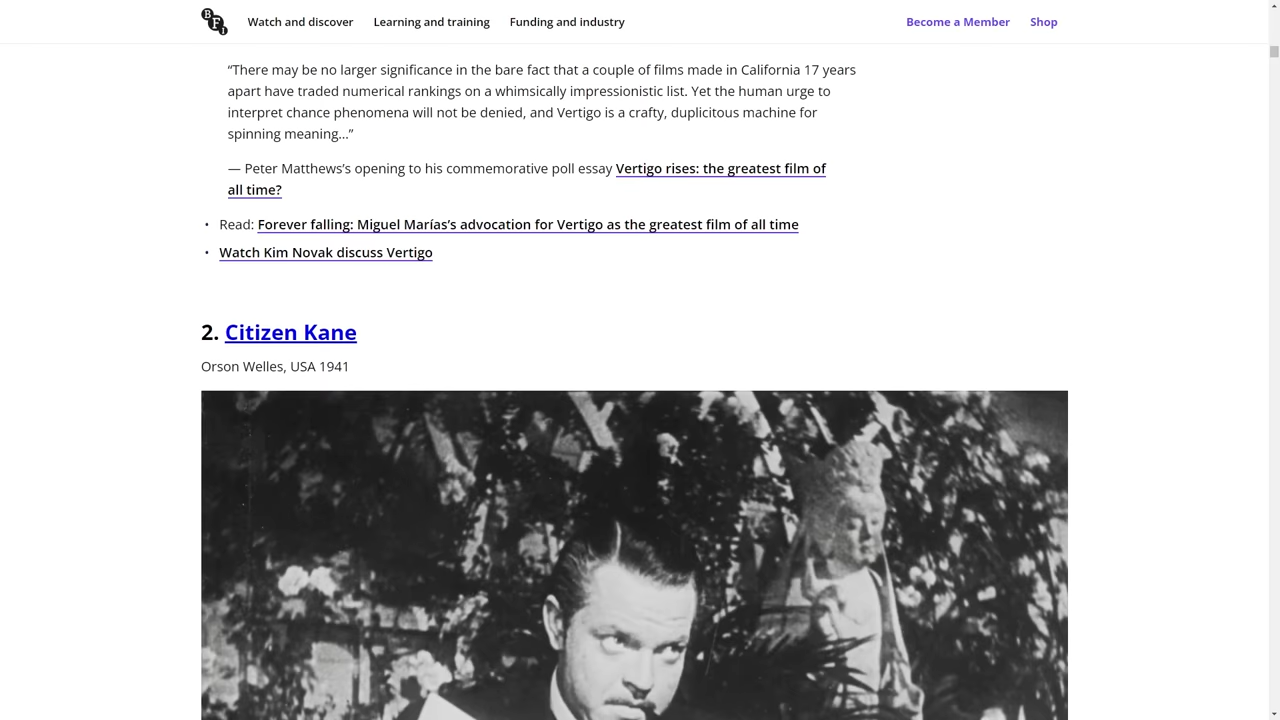 BFI
Watch and discover
Learning and training
Funding and industry
Become a Member
Shop
“There may be no larger significance in the bare fact that a couple of films made in California 17 years
apart have traded numerical rankings on a whimsically impressionistic list. Yet the human urge to
interpret chance phenomena will not be denied, and Vertigo is a crafty, duplicitous machine for
spinning meaning…”
— Peter Matthews’s opening to his commemorative poll essay Vertigo rises: the greatest film of
all time?
• Read: Forever falling: Miguel Marías’s advocation for Vertigo as the greatest film of all time
• Watch Kim Novak discuss Vertigo
2. Citizen Kane
Orson Welles, USA 1941